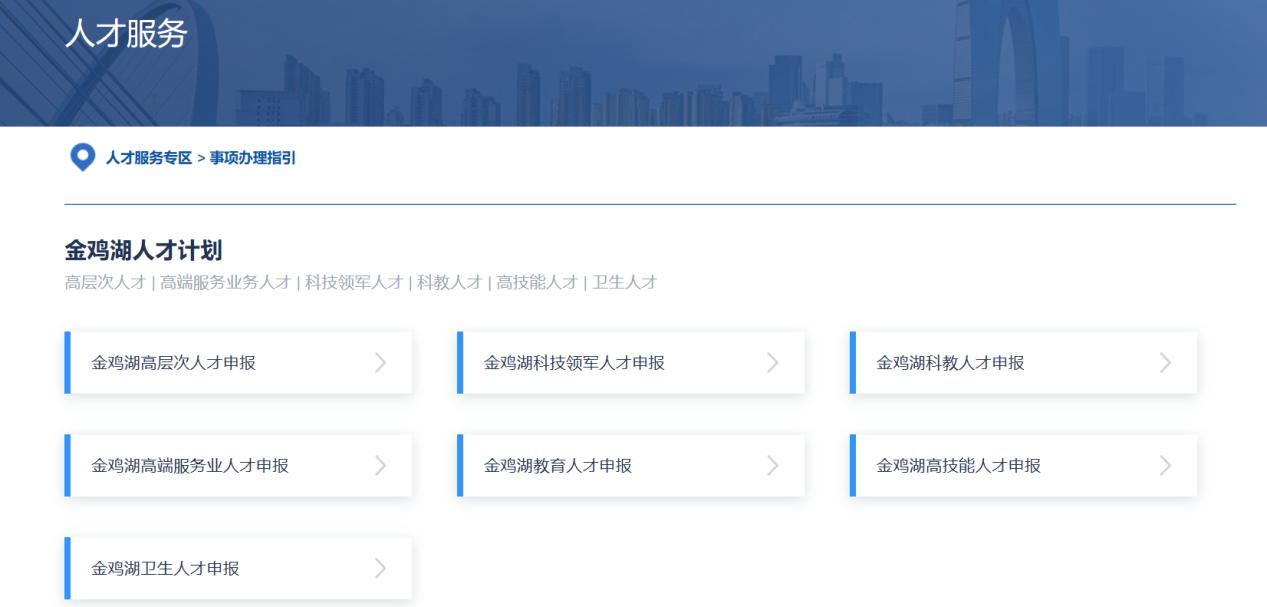 人才服务
人才服务专区 > 事项办理指引
金鸡湖人才计划
高层次人才 | 高端服务业务人才 | 科技领军人才 | 科教人才 | 高技能人才 | 卫生人才
金鸡湖高层次人才申报
金鸡湖科技领军人才申报
金鸡湖科教人才申报
金鸡湖高端服务业人才申报
金鸡湖教育人才申报
金鸡湖高技能人才申报
金鸡湖卫生人才申报